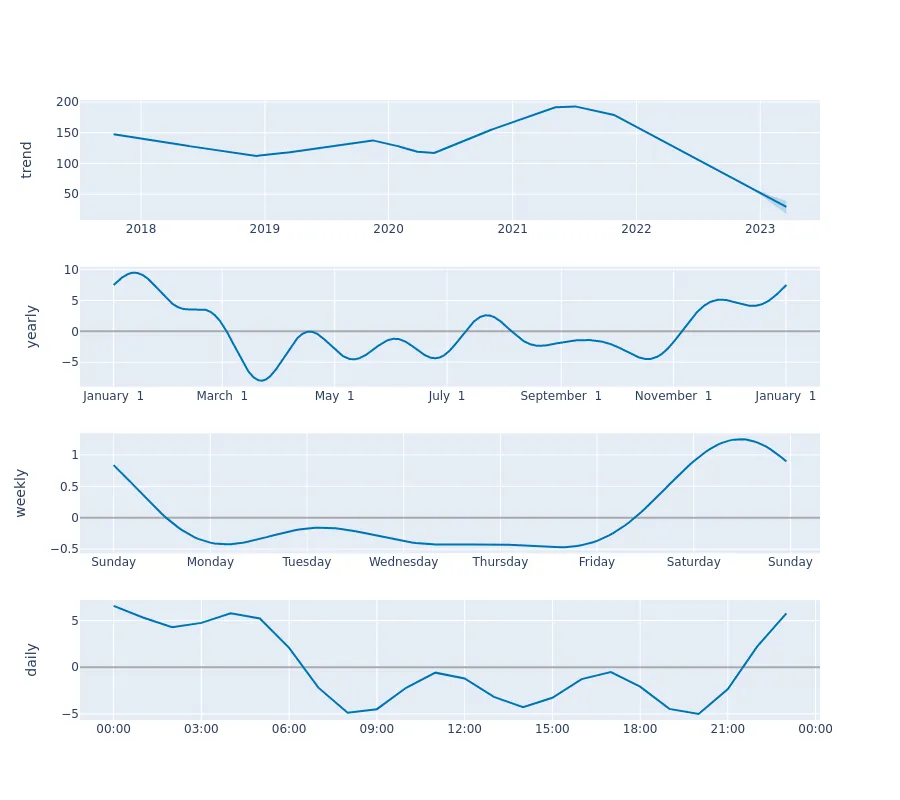 trend
200
150
100
50
2018 2019 2020 2021 2022 2023
yearly
10
5
0
−5
January 1 March 1 May 1 July 1 September 1 November 1 January 1
weekly
1
0.5
0
−0.5
Sunday Monday Tuesday Wednesday Thursday Friday Saturday Sunday
daily
5
0
−5
00:00 03:00 06:00 09:00 12:00 15:00 18:00 21:00 00:00